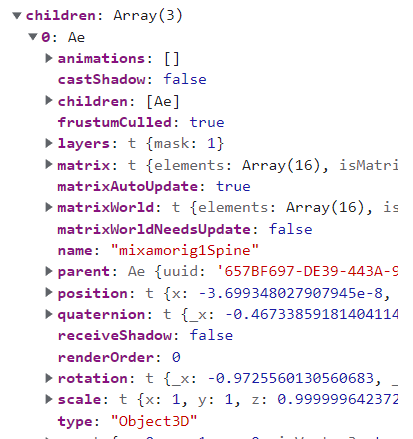 children: Array(3)
0: Ae
animations: []
castShadow: false
children: [Ae]
frustumCulled: true
layers: t {mask: 1}
matrix: t {elements: Array(16), isMatri
matrixAutoUpdate: true
matrixWorld: t {elements: Array(16), is
matrixWorldNeedsUpdate: false
name: "mixamorig1Spine"
parent: Ae {uuid: '657BF697-DE39-443A-9
position: t {x: -3.699348027907945e-8,
quaternion: t {_x: -0.46733859181404114
receiveShadow: false
renderOrder: 0
rotation: t {_x: -0.9725560130560683, _
scale: t {x: 1, y: 1, z: 0.999999642372
type: "Object3D"